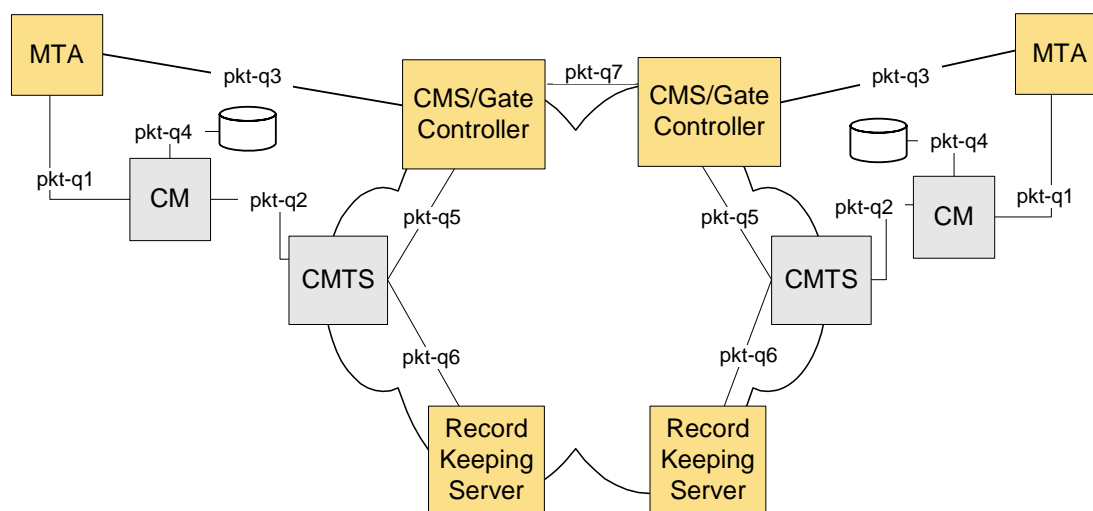 MTA
pkt-q3
CMS/Gate
Controller
pkt-q7
CMS/Gate
Controller
pkt-q3
MTA
pkt-q4
pkt-q4
pkt-q1
CM
pkt-q2
pkt-q5
pkt-q5
pkt-q2
CM
pkt-q1
CMTS
CMTS
pkt-q6
pkt-q6
Record
Keeping
Server
Record
Keeping
Server